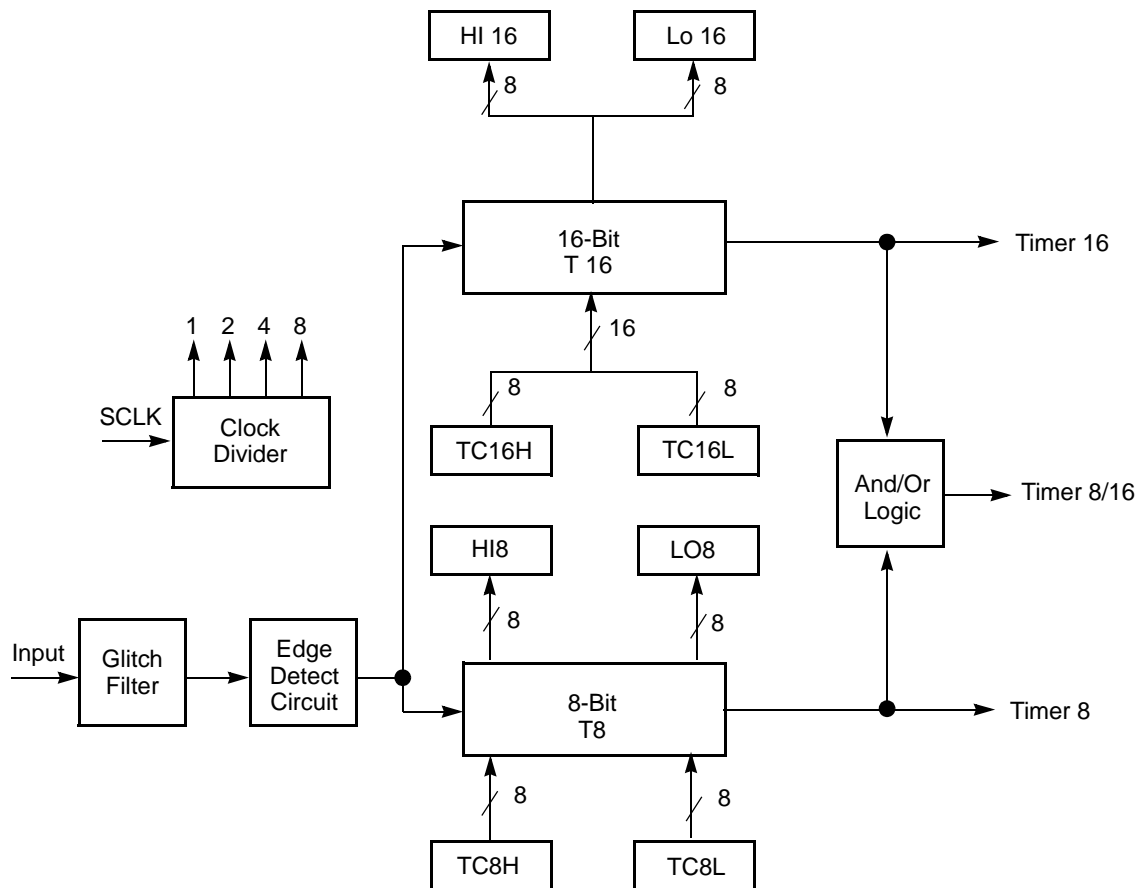 HI 16
Lo 16
8
8
16-Bit
T 16
Timer 16
16
1
2
4
8
8
8
SCLK
Clock
Divider
TC16H
TC16L
And/Or
Logic
Timer 8/16
HI8
LO8
8
8
Input
Glitch
Filter
Edge
Detect
Circuit
8-Bit
T8
Timer 8
8
8
TC8H
TC8L